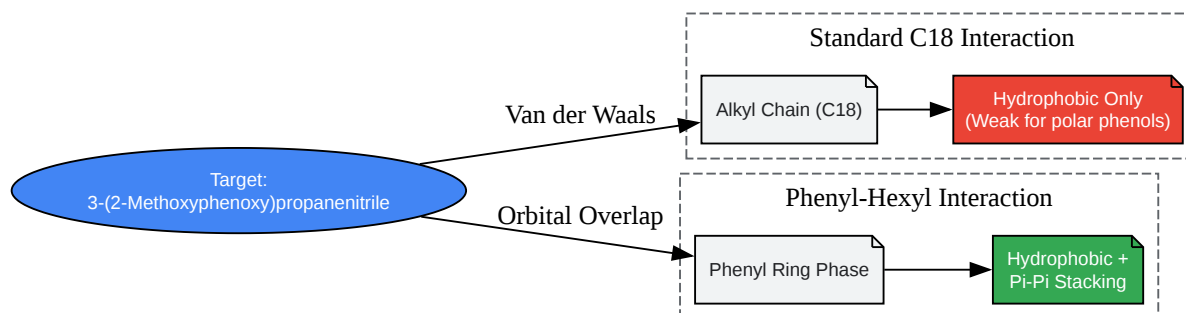 Standard C18 Interaction
Van der Waals
Alkyl Chain (C18)
Hydrophobic Only
(Weak for polar phenols)
Target:
3-(2-Methoxyphenoxy)propanenitrile
Orbital Overlap
Phenyl-Hexyl Interaction
Phenyl Ring Phase
Hydrophobic +
Pi-Pi Stacking